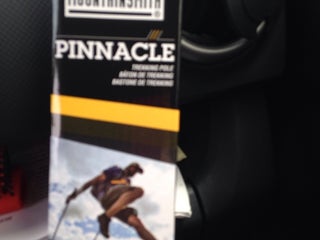 MOUNTAINSMITH®
PINNACLE
TREKKING POLE
BÂTON DE TREKKING
BASTONE DE TREKKING